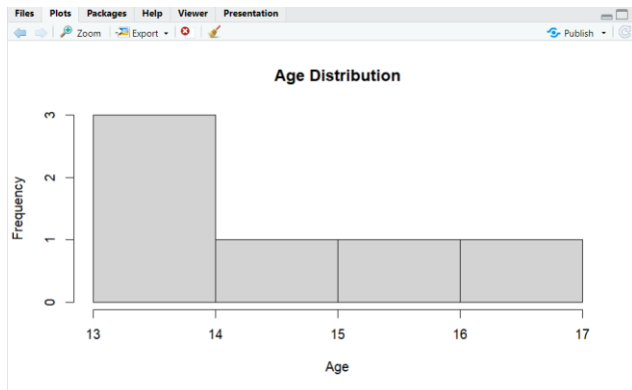 Files Plots Packages Help Viewer Presentation
Zoom Export Publish
Age Distribution
Frequency
3
2
1
0
13 14 15 16 17
Age